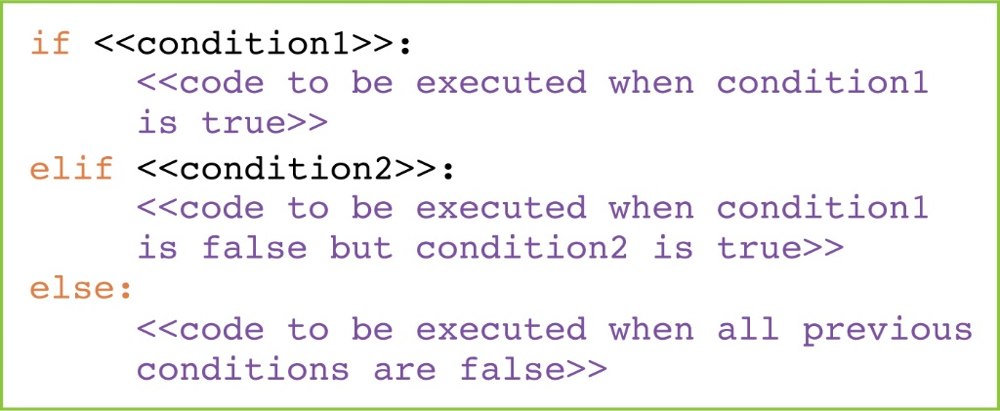 if <<condition1>>:
<<code to be executed when condition1
is true>>
elif <<condition2>>:
<<code to be executed when condition1
is false but condition2 is true>>
else:
<<code to be executed when all previous
conditions are false>>